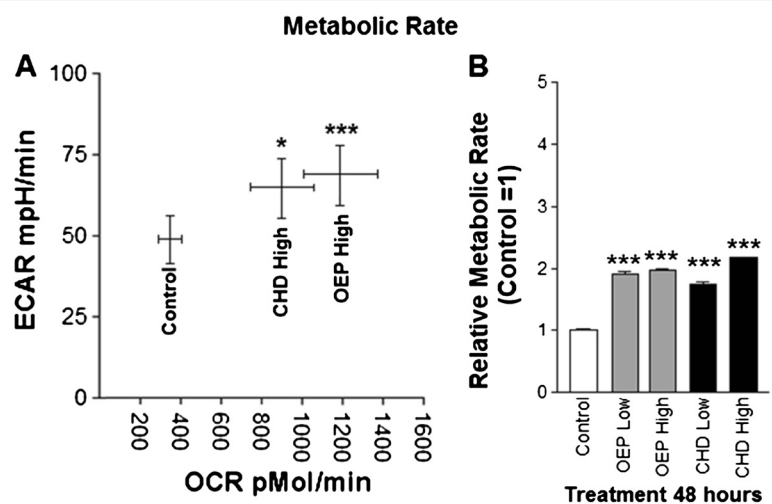 Metabolic Rate
A
100
75
50
25
0
ECAR mpH/min
*
***
Control
CHD High
OEP High
200
400
600
800
1000
1200
1400
1600
OCR pMol/min
B
5
4
3
2
1
0
Relative Metabolic Rate
(Control =1)
***
***
***
***
Control
OEP Low
OEP High
CHD Low
CHD High
Treatment 48 hours